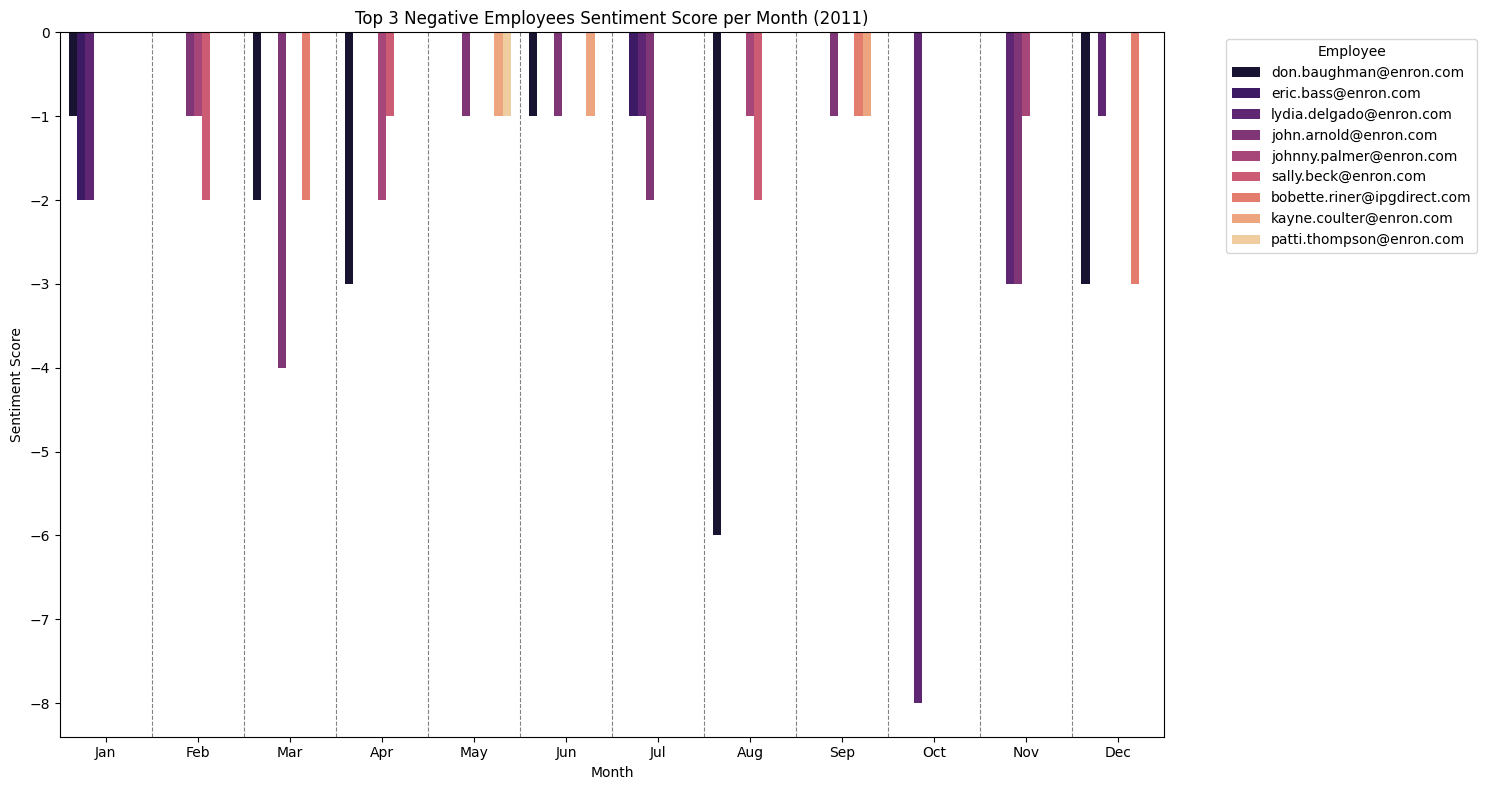 Top 3 Negative Employees Sentiment Score per Month (2011)
Sentiment Score
0
−1
−2
−3
−4
−5
−6
−7
−8
Jan Feb Mar Apr May Jun Jul Aug Sep Oct Nov Dec
Month
Employee
don.baughman@enron.com
eric.bass@enron.com
lydia.delgado@enron.com
john.arnold@enron.com
johnny.palmer@enron.com
sally.beck@enron.com
bobette.riner@ipgdirect.com
kayne.coulter@enron.com
patti.thompson@enron.com